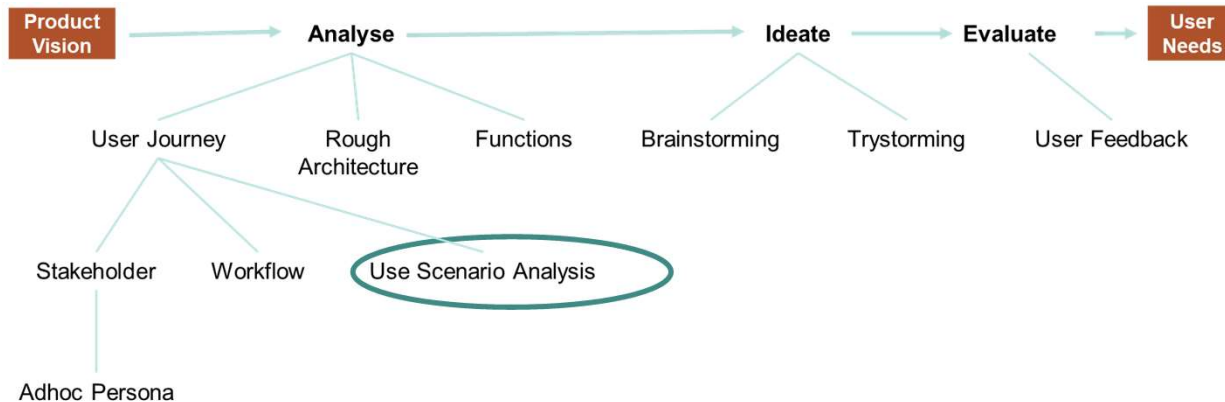 Product
Vision
Analyse
Ideate
Evaluate
User
Needs
User Journey
Rough
Architecture
Functions
Brainstorming
Trystorming
User Feedback
Stakeholder
Workflow
Use Scenario Analysis
Adhoc Persona